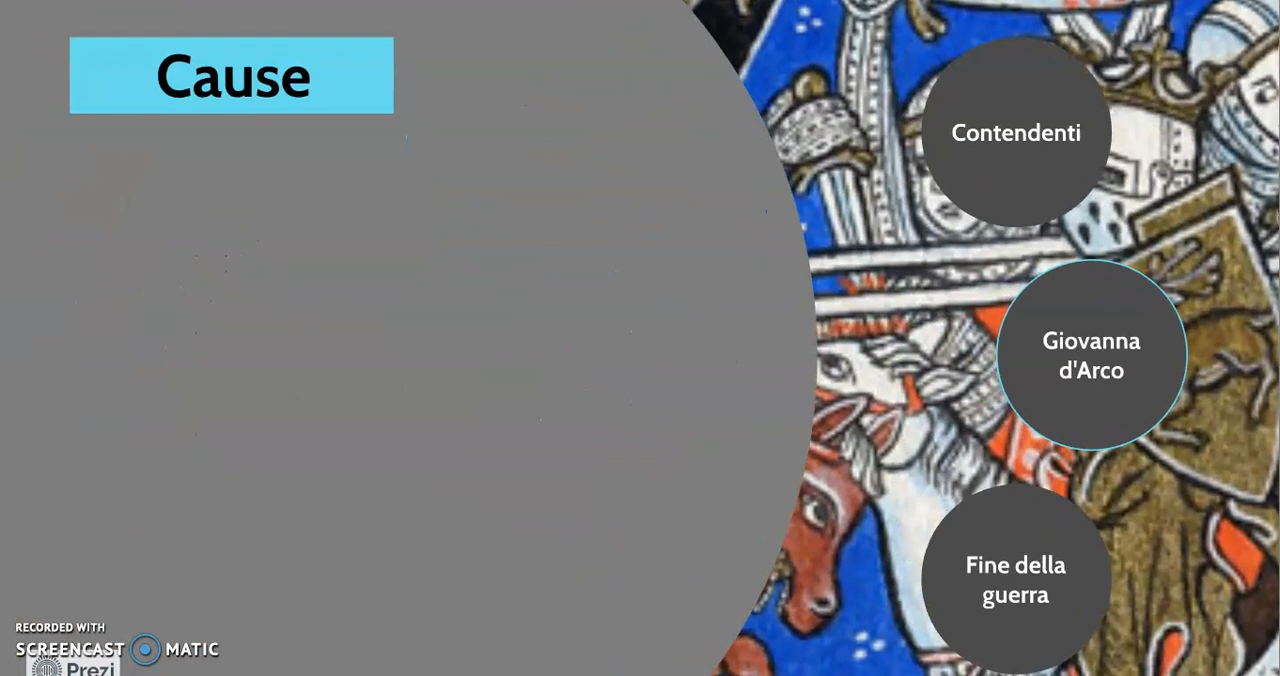 Cause
Contendenti
Giovanna
d'Arco
Fine della
guerra
RECORDED WITH
SCREENCAST MATIC
Prezi